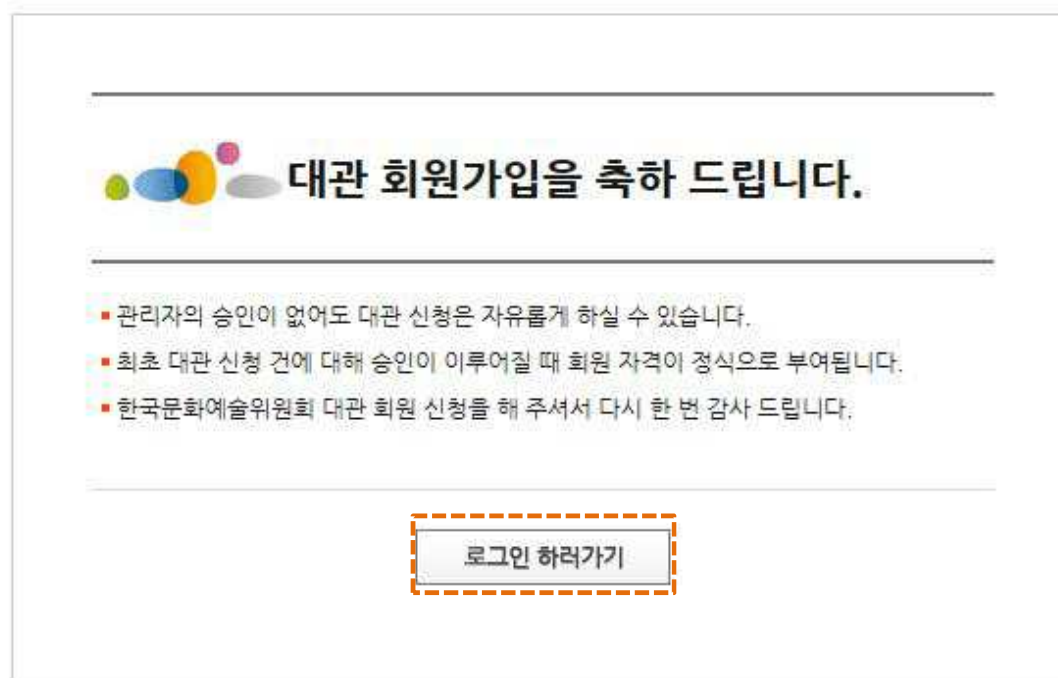 대관 회원가입을 축하 드립니다.
관리자의 승인이 없어도 대관 신청은 자유롭게 하실 수 있습니다.
최초 대관 신청 건에 대해 승인이 이루어질 때 회원 자격이 정식으로 부여됩니다.
한국문화예술위원회 대관 회원 신청을 해 주셔서 다시 한 번 감사 드립니다.
로그인 하러가기